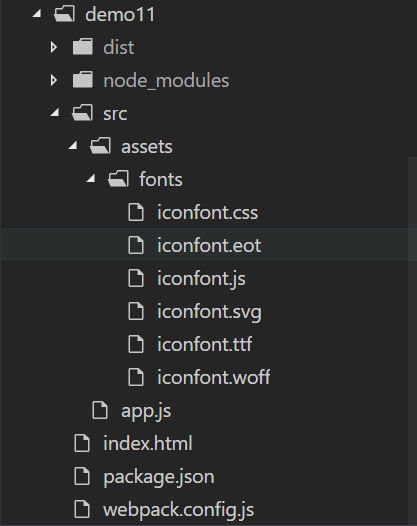 demo11
dist
node_modules
src
assets
fonts
iconfont.css
iconfont.eot
iconfont.js
iconfont.svg
iconfont.ttf
iconfont.woff
app.js
index.html
package.json
webpack.config.js